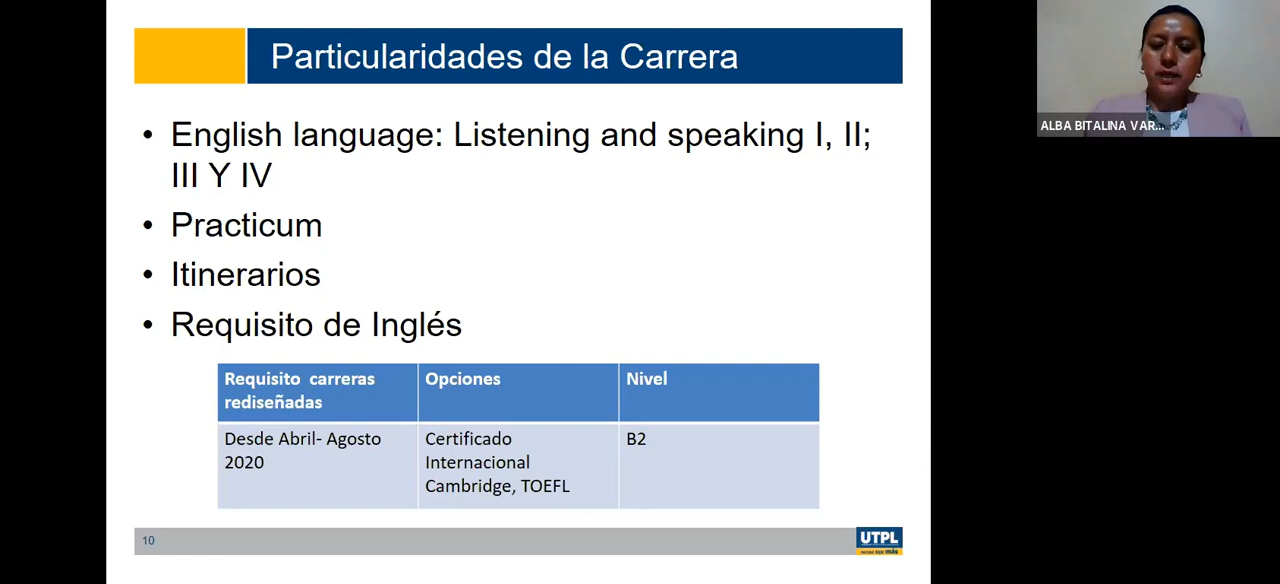 Particularidades de la Carrera
ALBA BITALINA VAR...
• English language: Listening and speaking I, II;
III Y IV
• Practicum
• Itinerarios
• Requisito de Inglés
Requisito carreras
rediseñadas
Opciones
Nivel
Desde Abril- Agosto
2020
Certificado
Internacional
Cambridge, TOEFL
B2
10
UTPL